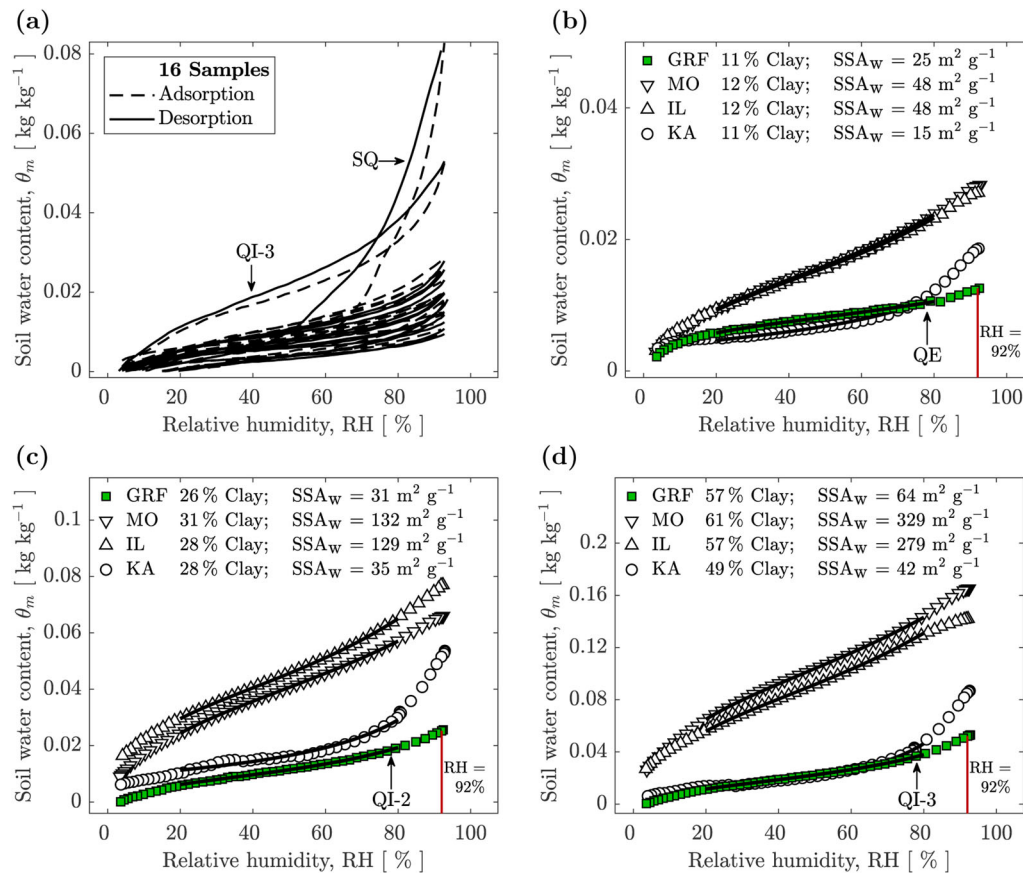 (a)
16 Samples
Adsorption
Desorption
SQ
QI-3
0.08
0.06
0.04
0.02
0
Soil water content, θm [ kg kg⁻¹ ]
0 20 40 60 80 100
Relative humidity, RH [ % ]
(b)
GRF 11 % Clay; SSAW = 25 m² g⁻¹
MO 12 % Clay; SSAW = 48 m² g⁻¹
IL 12 % Clay; SSAW = 48 m² g⁻¹
KA 11 % Clay; SSAW = 15 m² g⁻¹
0.04
0.02
0
Soil water content, θm [ kg kg⁻¹ ]
QE
RH =
92%
0 20 40 60 80 100
Relative humidity, RH [ % ]
(c)
GRF 26 % Clay; SSAW = 31 m² g⁻¹
MO 31 % Clay; SSAW = 132 m² g⁻¹
IL 28 % Clay; SSAW = 129 m² g⁻¹
KA 28 % Clay; SSAW = 35 m² g⁻¹
0.1
0.08
0.06
0.04
0.02
0
Soil water content, θm [ kg kg⁻¹ ]
QI-2
RH =
92%
0 20 40 60 80 100
Relative humidity, RH [ % ]
(d)
GRF 57 % Clay; SSAW = 64 m² g⁻¹
MO 61 % Clay; SSAW = 329 m² g⁻¹
IL 57 % Clay; SSAW = 279 m² g⁻¹
KA 49 % Clay; SSAW = 42 m² g⁻¹
0.2
0.16
0.12
0.08
0.04
0
Soil water content, θm [ kg kg⁻¹ ]
QI-3
RH =
92%
0 20 40 60 80 100
Relative humidity, RH [ % ]